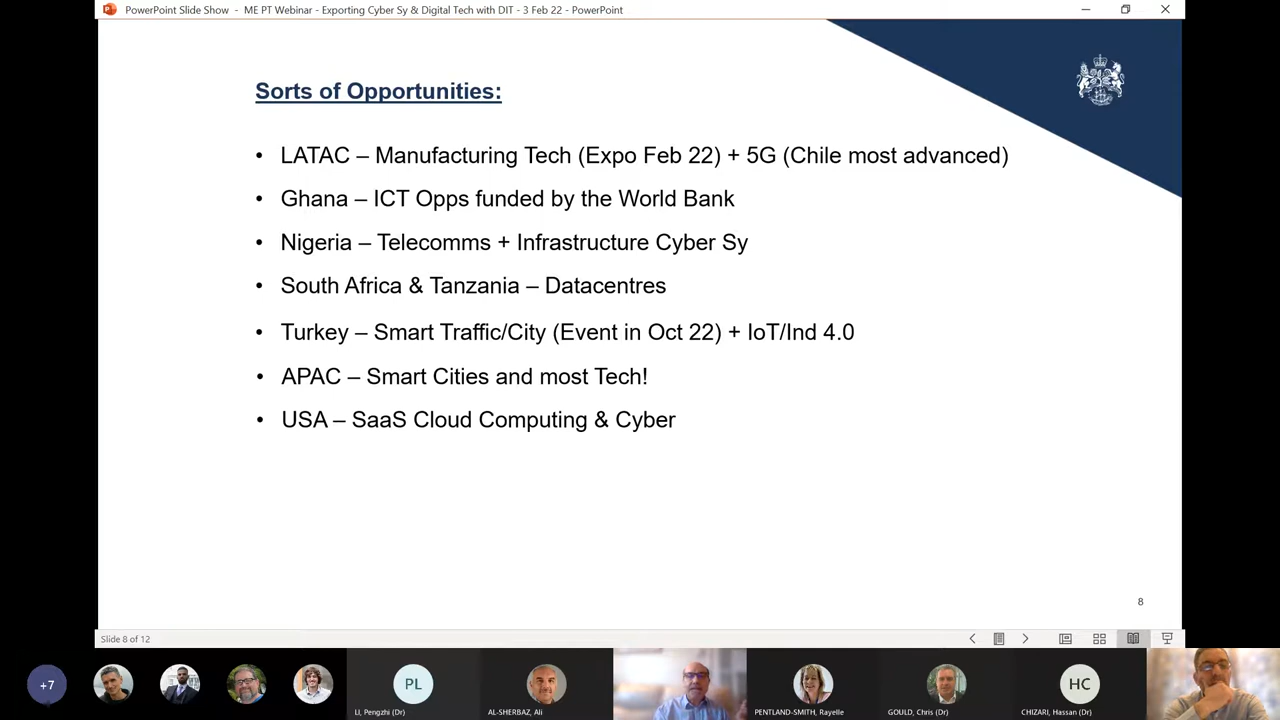 PowerPoint Slide Show - ME PT Webinar - Exporting Cyber Sy & Digital Tech with DIT - 3 Feb 22 - PowerPoint
Sorts of Opportunities:
• LATAC – Manufacturing Tech (Expo Feb 22) + 5G (Chile most advanced)
• Ghana – ICT Opps funded by the World Bank
• Nigeria – Telecomms + Infrastructure Cyber Sy
• South Africa & Tanzania – Datacentres
• Turkey – Smart Traffic/City (Event in Oct 22) + IoT/Ind 4.0
• APAC – Smart Cities and most Tech!
• USA – SaaS Cloud Computing & Cyber
8
Slide 8 of 12
+7
PL
HC
LI, Pengzhi (Dr)
AL-SHERBAZ, Ali
PENTLAND-SMITH, Rayelle
GOULD, Chris (Dr)
CHIZARI, Hassan (Dr)